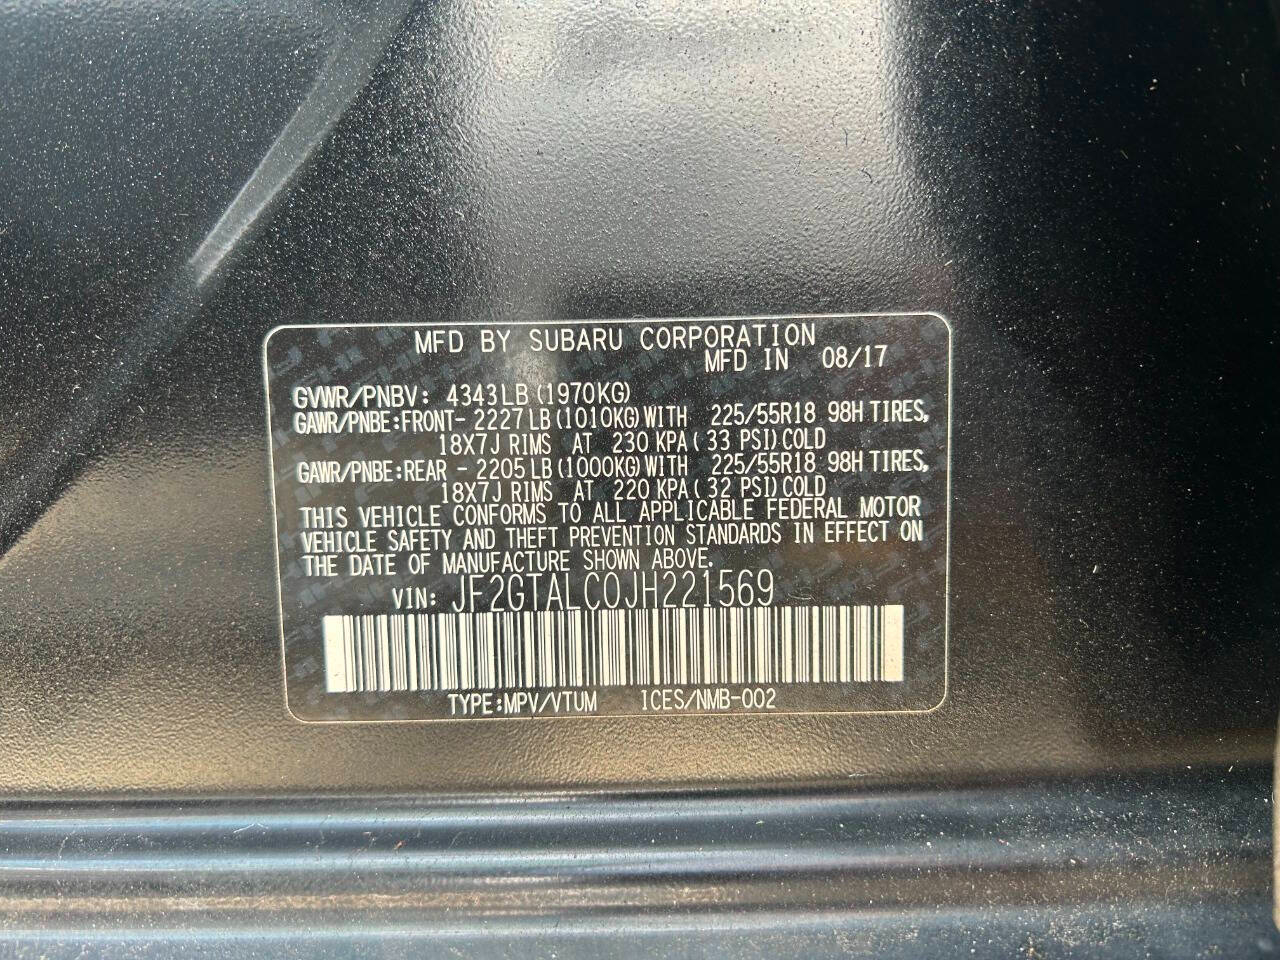 MFD BY SUBARU CORPORATION
MFD IN 08/17
GVWR/PNBV: 4343LB(1970KG)
GAWR/PNBE:FRONT- 2227LB(1010KG)WITH 225/55R18 98H TIRES,
18X7J RIMS AT 230 KPA( 33 PSI)COLD
GAWR/PNBE:REAR - 2205LB(1000KG)WITH 225/55R18 98H TIRES,
18X7J RIMS AT 220 KPA( 32 PSI)COLD
THIS VEHICLE CONFORMS TO ALL APPLICABLE FEDERAL MOTOR
VEHICLE SAFETY AND THEFT PREVENTION STANDARDS IN EFFECT ON
THE DATE OF MANUFACTURE SHOWN ABOVE.
VIN: JF2GTALC0JH221569
TYPE:MPV/VTUM ICES/NMB-002